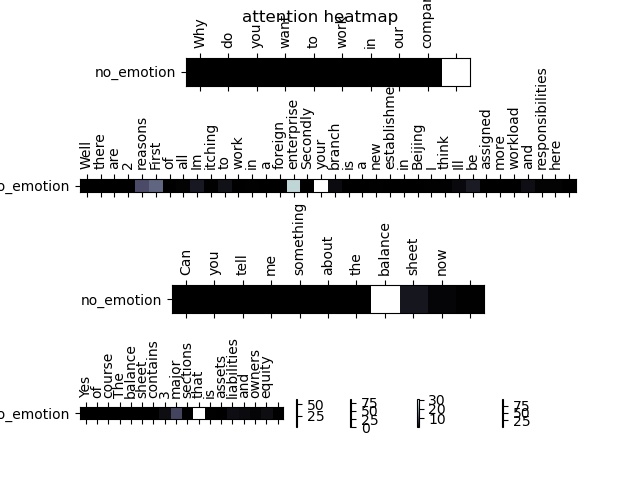 attention heatmap
Why do you want to work in our compan
no_emotion
Well there are 2 reasons First of all Im itching to work in a foreign enterprise Secondly your branch is a new establishme in Beijing I think Ill be assigned more workload and responsibilities here
o_emotion
Can you tell me something about the balance sheet now
no_emotion
Yes of course The balance sheet contains 3 major sections that is assets liabilities and owners equity
o_emotion
50 25
75 50 25 0
30 20 10
75 50 25